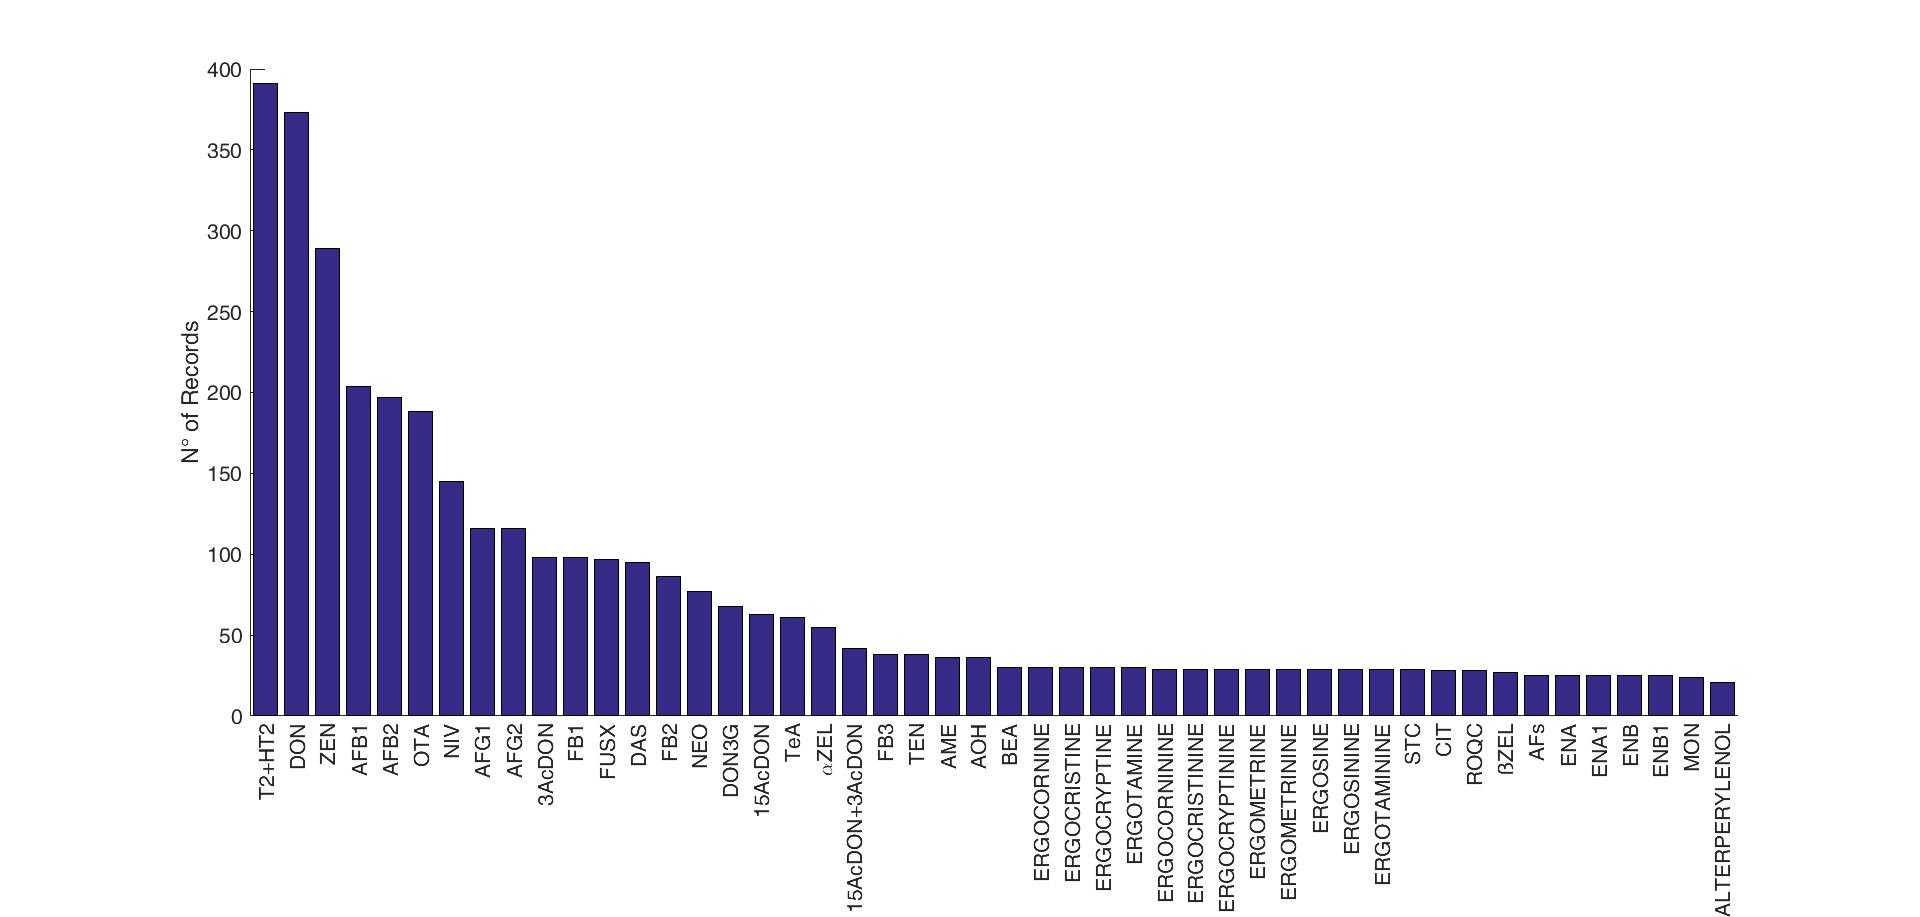 400
350
300
250
200
150
100
50
0
N° of Records
T2+HT2
DON
ZEN
AFB1
AFB2
OTA
NIV
AFG1
AFG2
3AcDON
FB1
FUSX
DAS
FB2
NEO
DON3G
15AcDON
TeA
αZEL
15AcDON+3AcDON
FB3
TEN
AME
AOH
BEA
ERGOCORNINE
ERGOCRISTINE
ERGOCRYPTINE
ERGOTAMINE
ERGOCORNININE
ERGOCRISTININE
ERGOCRYPTININE
ERGOMETRINE
ERGOMETRININE
ERGOSINE
ERGOSININE
ERGOTAMININE
STC
CIT
ROQC
ßZEL
AFs
ENA
ENA1
ENB
ENB1
MON
ALTERPERYLENOL